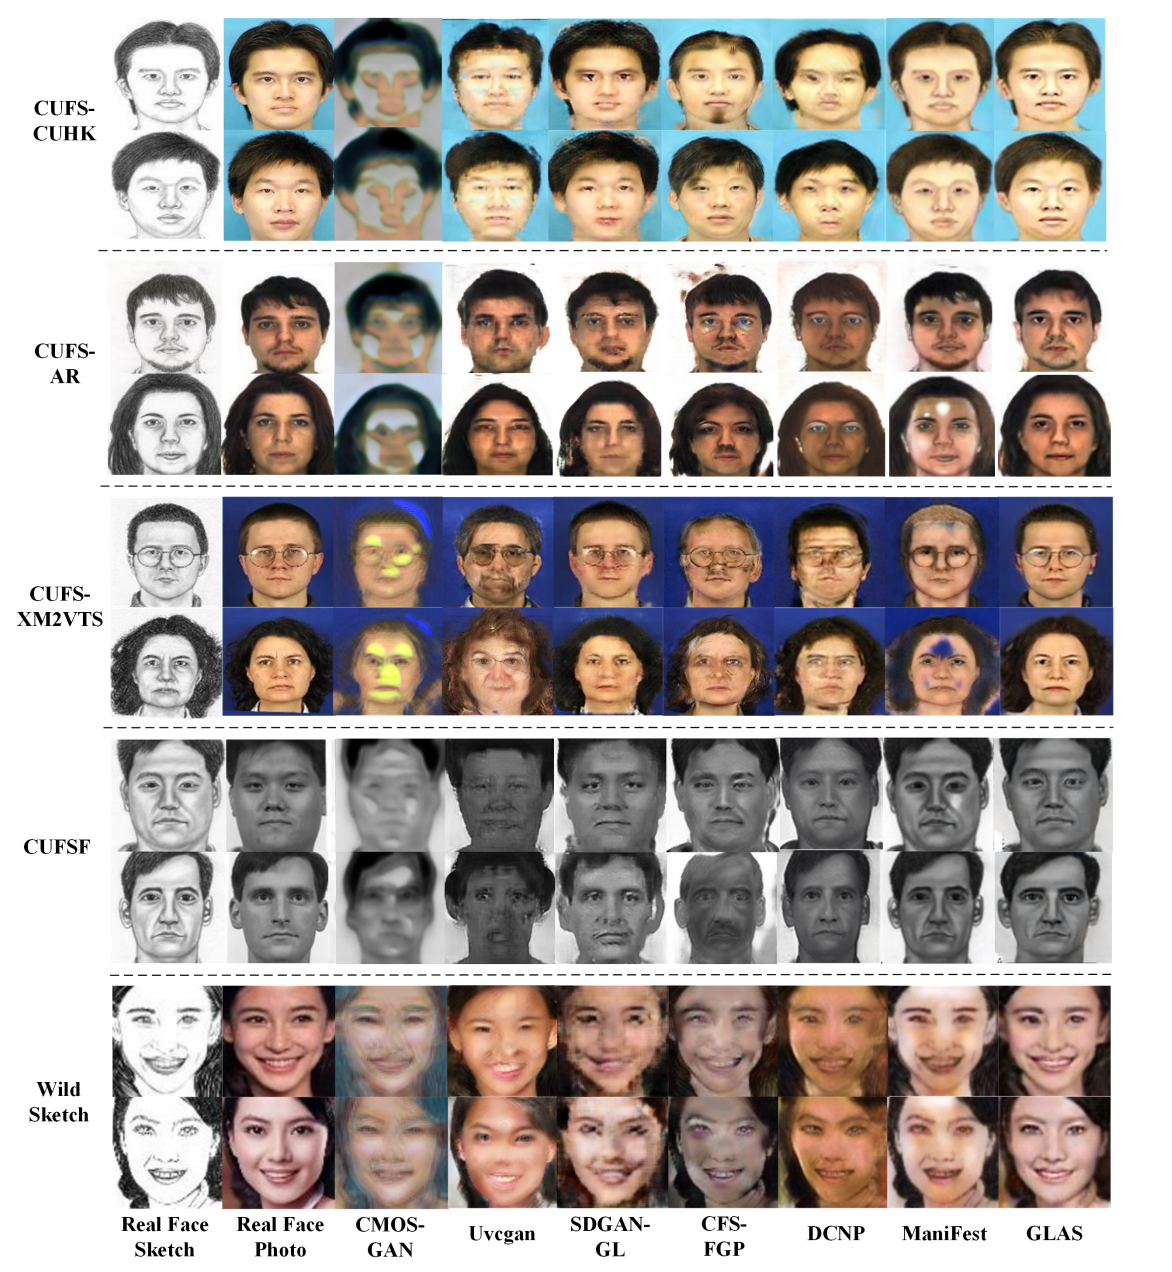 CUFS-
CUHK
CUFS-
AR
CUFS-
XM2VTS
CUFSF
Wild
Sketch
Real Face
Sketch
Real Face
Photo
CMOS-
GAN
Uvcgan
SDGAN-
GL
CFS-
FGP
DCNP
ManiFest
GLAS